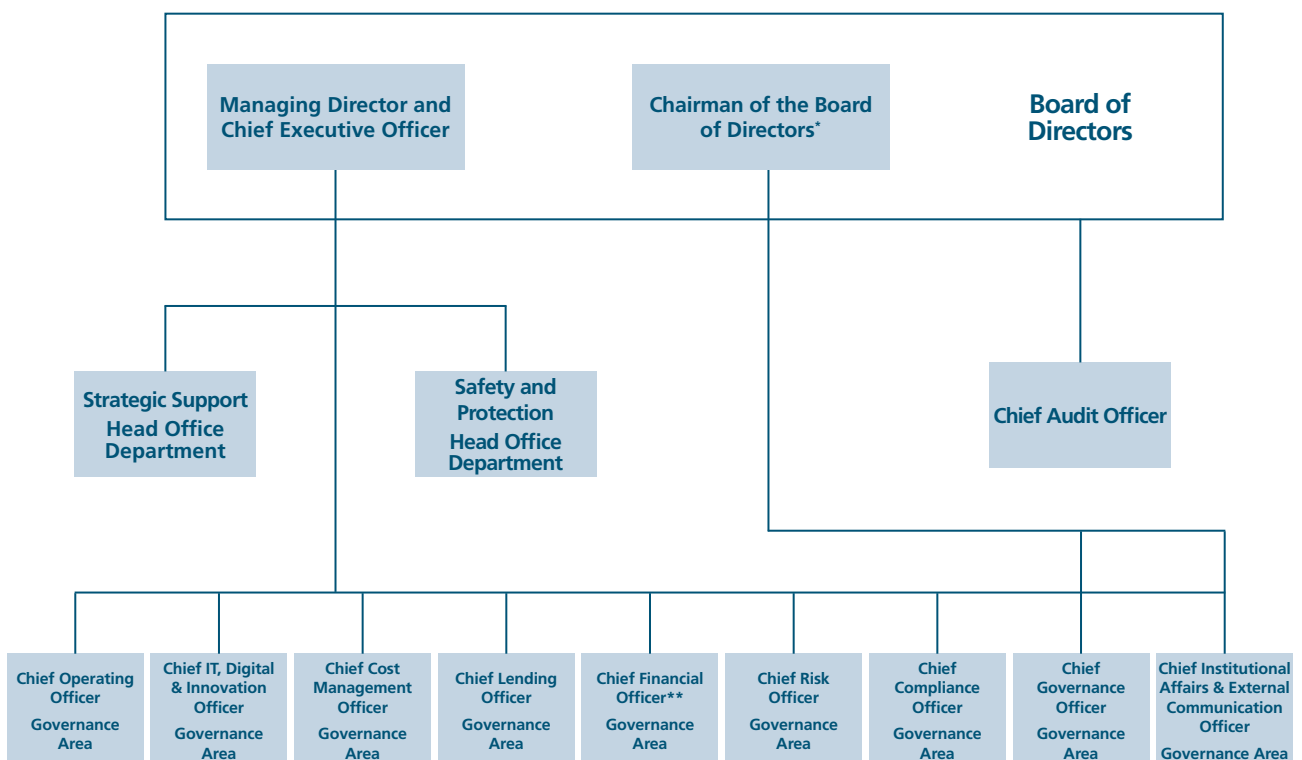 Managing Director and
Chief Executive Officer
Chairman of the Board
of Directors*
Board of
Directors
Strategic Support
Head Office
Department
Safety and
Protection
Head Office
Department
Chief Audit Officer
Chief Operating
Officer
Governance
Area
Chief IT, Digital
& Innovation
Officer
Governance
Area
Chief Cost
Management
Officer
Governance
Area
Chief Lending
Officer
Governance
Area
Chief Financial
Officer**
Governance
Area
Chief Risk
Officer
Governance
Area
Chief
Compliance
Officer
Governance
Area
Chief
Governance
Officer
Governance
Area
Chief Institutional
Affairs & External
Communication
Officer
Governance Area